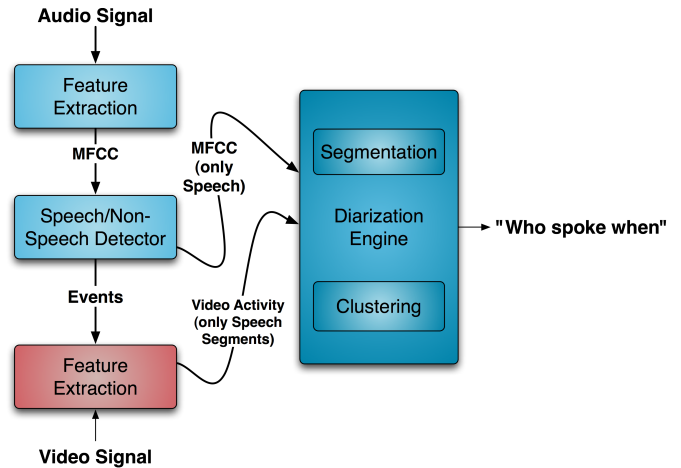 Audio Signal
Feature
Extraction
MFCC
Speech/Non-
Speech Detector
Events
Feature
Extraction
Video Signal
MFCC
(only
Speech)
Video Activity
(only Speech
Segments)
Segmentation
Diarization
Engine
Clustering
"Who spoke when"